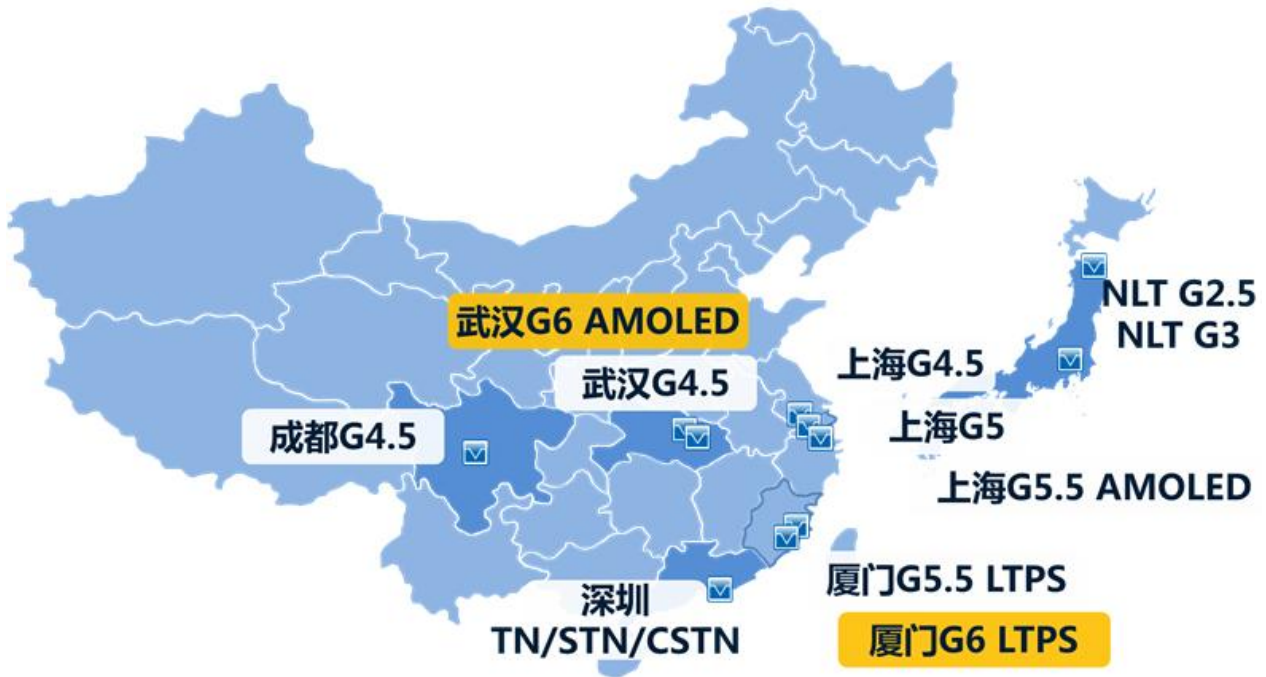 NLT G2.5
NLT G3
武汉G6 AMOLED
武汉G4.5
上海G4.5
成都G4.5
上海G5
上海G5.5 AMOLED
厦门G5.5 LTPS
深圳
TN/STN/CSTN
厦门G6 LTPS